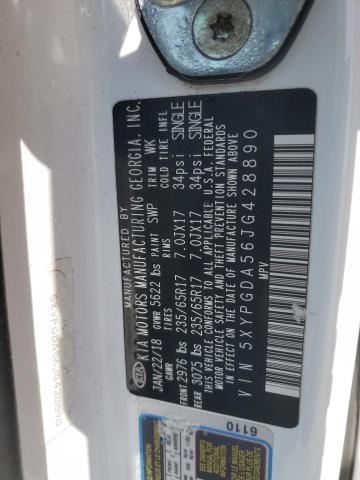 MANUFACTURED BY
KIA MOTORS MANUFACTURING GEORGIA, INC.
JAN/22/18 GVWR 5622 lbs PAINT SWP TRIM WK
GAWR TIRES RIMS COLD TIRE INFL
FRONT 2976 lbs 235/65R17 7.0JX17 34psi SINGLE
REAR 3075 lbs 235/65R17 7.0JX17 34psi SINGLE
THIS VEHICLE CONFORMS TO ALL APPLICABLE U.S.A FEDERAL
MOTOR VEHICLE SAFETY AND THEFT PREVENTION STANDARDS
IN EFFECT ON THE DATE OF MANUFACTURE SHOWN ABOVE
VIN 5XYPGDA56JG428890
MPV
6110